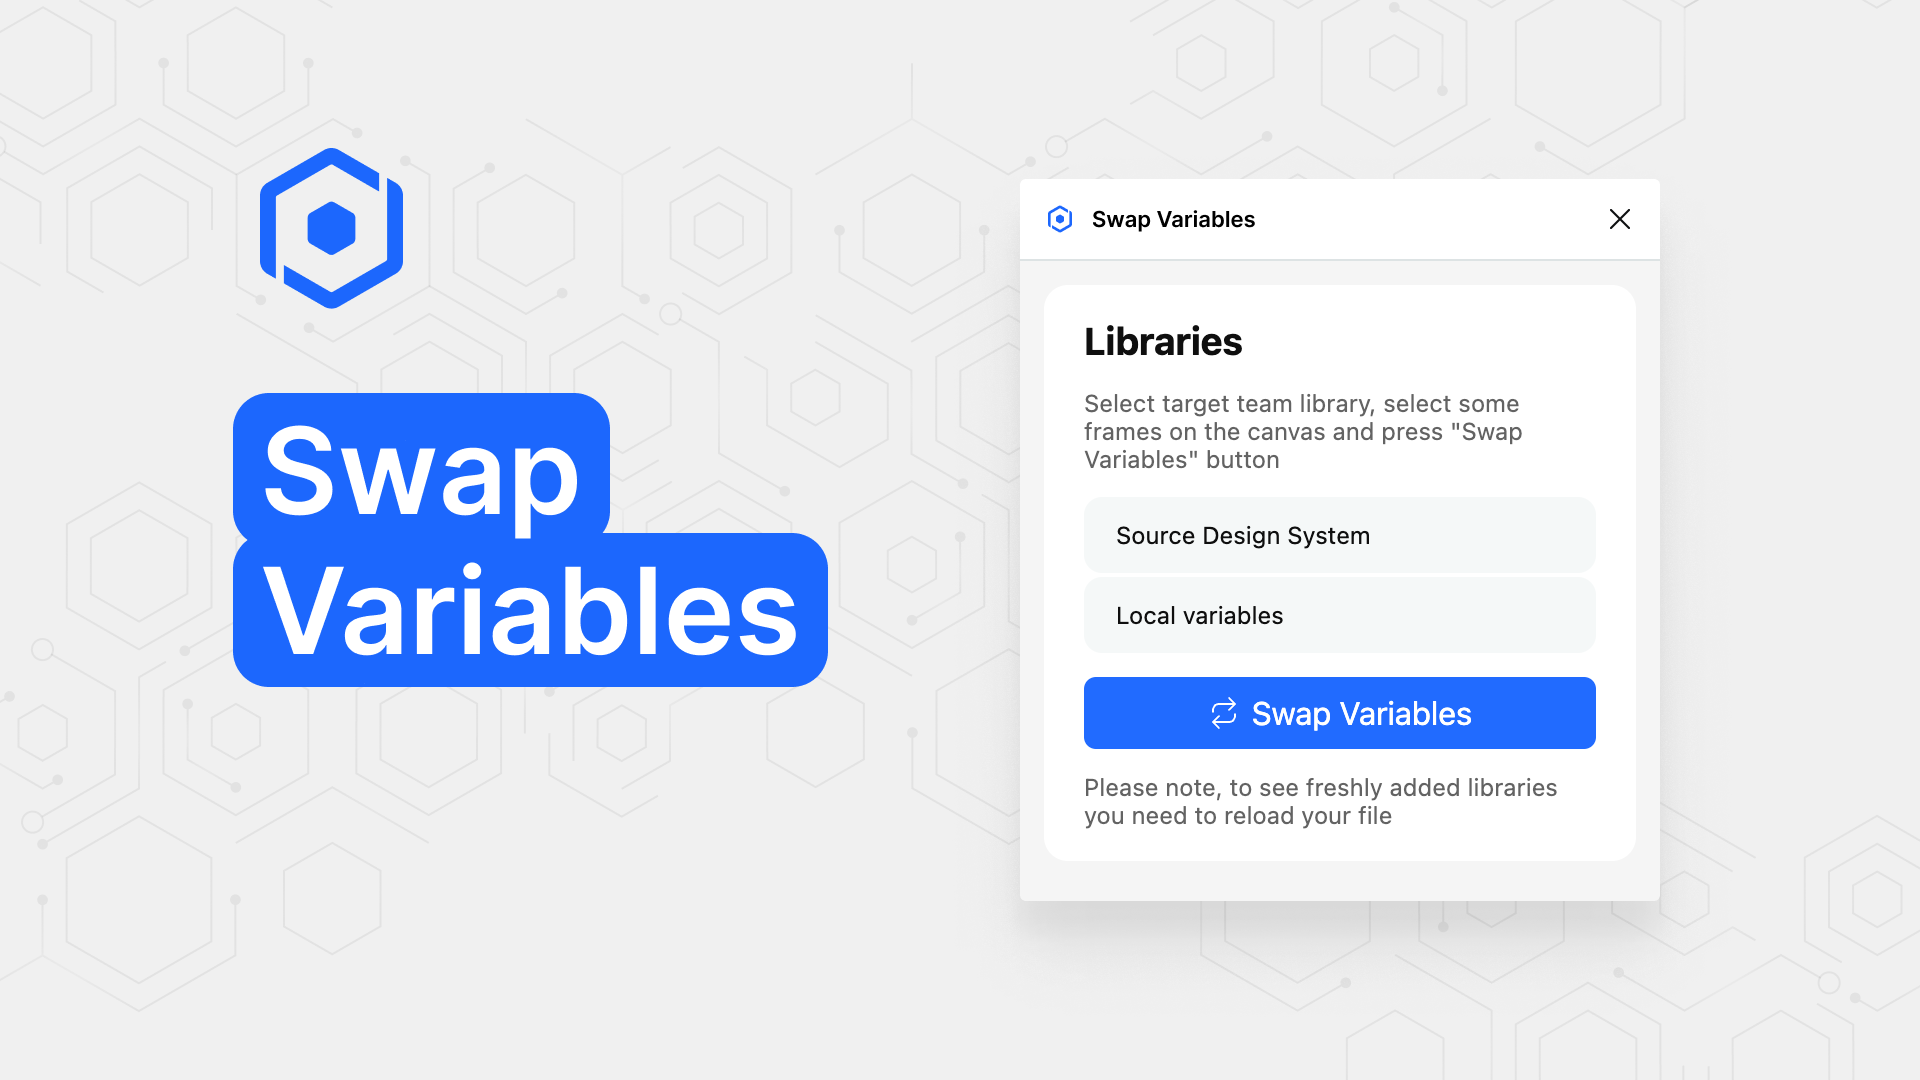 Swap
Variables
Swap Variables
Libraries
Select target team library, select some
frames on the canvas and press "Swap
Variables" button
Source Design System
Local variables
Swap Variables
Please note, to see freshly added libraries
you need to reload your file